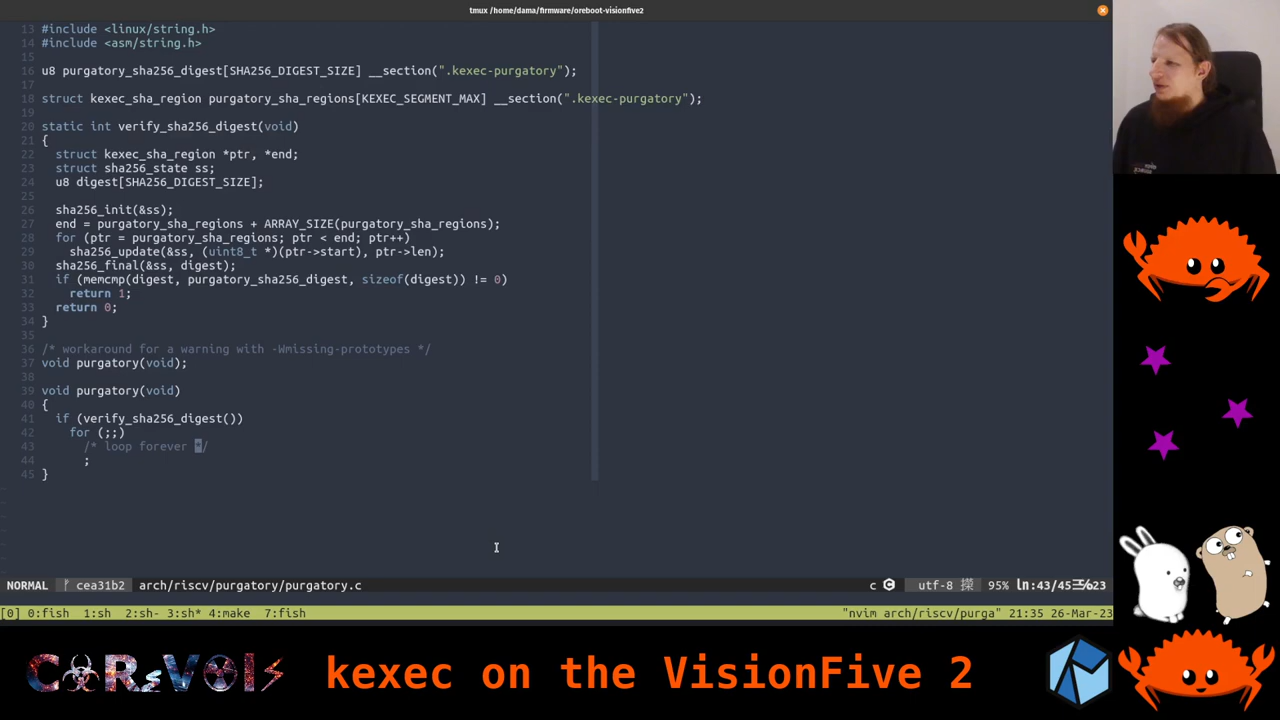 tmux /home/dama/firmware/oreboot-visionfive2
13 #include <linux/string.h>
14 #include <asm/string.h>
15
16 u8 purgatory_sha256_digest[SHA256_DIGEST_SIZE] __section(".kexec-purgatory");
17
18 struct kexec_sha_region purgatory_sha_regions[KEXEC_SEGMENT_MAX] __section(".kexec-purgatory");
19
20 static int verify_sha256_digest(void)
21 {
22 struct kexec_sha_region *ptr, *end;
23 struct sha256_state ss;
24 u8 digest[SHA256_DIGEST_SIZE];
25
26 sha256_init(&ss);
27 end = purgatory_sha_regions + ARRAY_SIZE(purgatory_sha_regions);
28 for (ptr = purgatory_sha_regions; ptr < end; ptr++)
29 sha256_update(&ss, (uint8_t *)(ptr->start), ptr->len);
30 sha256_final(&ss, digest);
31 if (memcmp(digest, purgatory_sha256_digest, sizeof(digest)) != 0)
32 return 1;
33 return 0;
34 }
35
36 /* workaround for a warning with -Wmissing-prototypes */
37 void purgatory(void);
38
39 void purgatory(void)
40 {
41 if (verify_sha256_digest())
42 for (;;)
43 /* loop forever */
44 ;
45 }
NORMAL cea31b2 arch/riscv/purgatory/purgatory.c c utf-8 95% ln:43/45
[0] 0:fish 1:sh 2:sh- 3:sh* 4:make 7:fish "nvim arch/riscv/purga" 21:35 26-Mar-23
kexec on the VisionFive 2